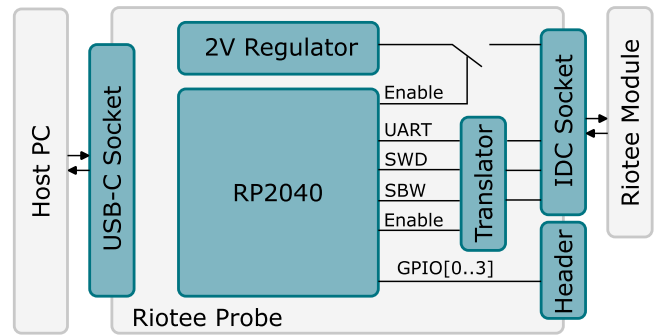 Host PC
USB-C Socket
2V Regulator
RP2040
Enable
UART
SWD
SBW
Enable
GPIO[0..3]
Translator
IDC Socket
Header
Riotee Module
Riotee Probe